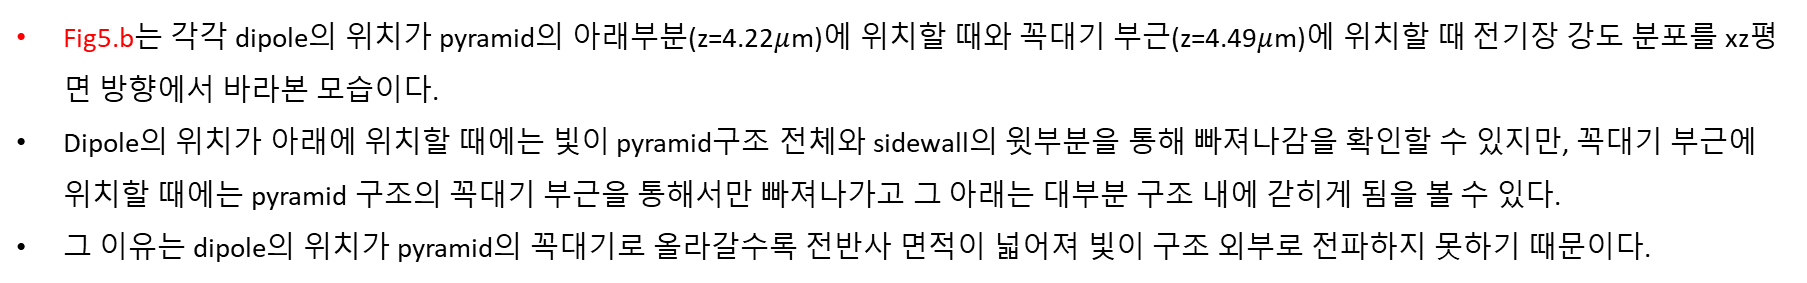 • Fig5.b는 각각 dipole의 위치가 pyramid의 아래부분(z=4.22𝜇m)에 위치할 때와 꼭대기 부근(z=4.49𝜇m)에 위치할 때 전기장 강도 분포를 xz평
면 방향에서 바라본 모습이다.
• Dipole의 위치가 아래에 위치할 때에는 빛이 pyramid구조 전체와 sidewall의 윗부분을 통해 빠져나감을 확인할 수 있지만, 꼭대기 부근에
위치할 때에는 pyramid 구조의 꼭대기 부근을 통해서만 빠져나가고 그 아래는 대부분 구조 내에 갇히게 됨을 볼 수 있다.
• 그 이유는 dipole의 위치가 pyramid의 꼭대기로 올라갈수록 전반사 면적이 넓어져 빛이 구조 외부로 전파하지 못하기 때문이다.